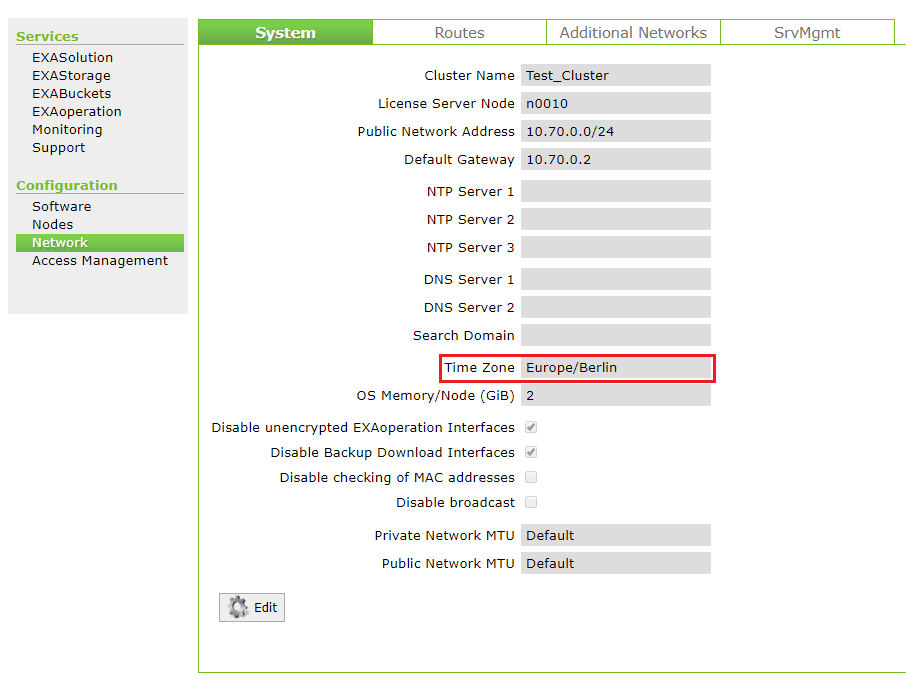 Services
EXASolution
EXAStorage
EXABuckets
EXAoperation
Monitoring
Support
Configuration
Software
Nodes
Network
Access Management
System Routes Additional Networks SrvMgmt
Cluster Name Test_Cluster
License Server Node n0010
Public Network Address 10.70.0.0/24
Default Gateway 10.70.0.2
NTP Server 1
NTP Server 2
NTP Server 3
DNS Server 1
DNS Server 2
Search Domain
Time Zone Europe/Berlin
OS Memory/Node (GiB) 2
Disable unencrypted EXAoperation Interfaces
Disable Backup Download Interfaces
Disable checking of MAC addresses
Disable broadcast
Private Network MTU Default
Public Network MTU Default
Edit